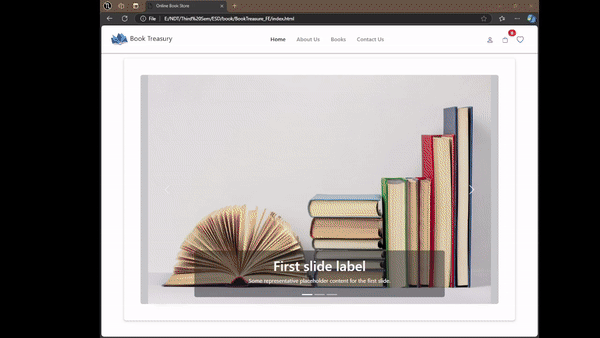 Online Book Store
File | E:/NDT/Third%20Sem/ESD/book/BookTreasure_FE/index.html
Book Treasury
Home About Us Books Contact Us
First slide label
Some representative placeholder content for the first slide.